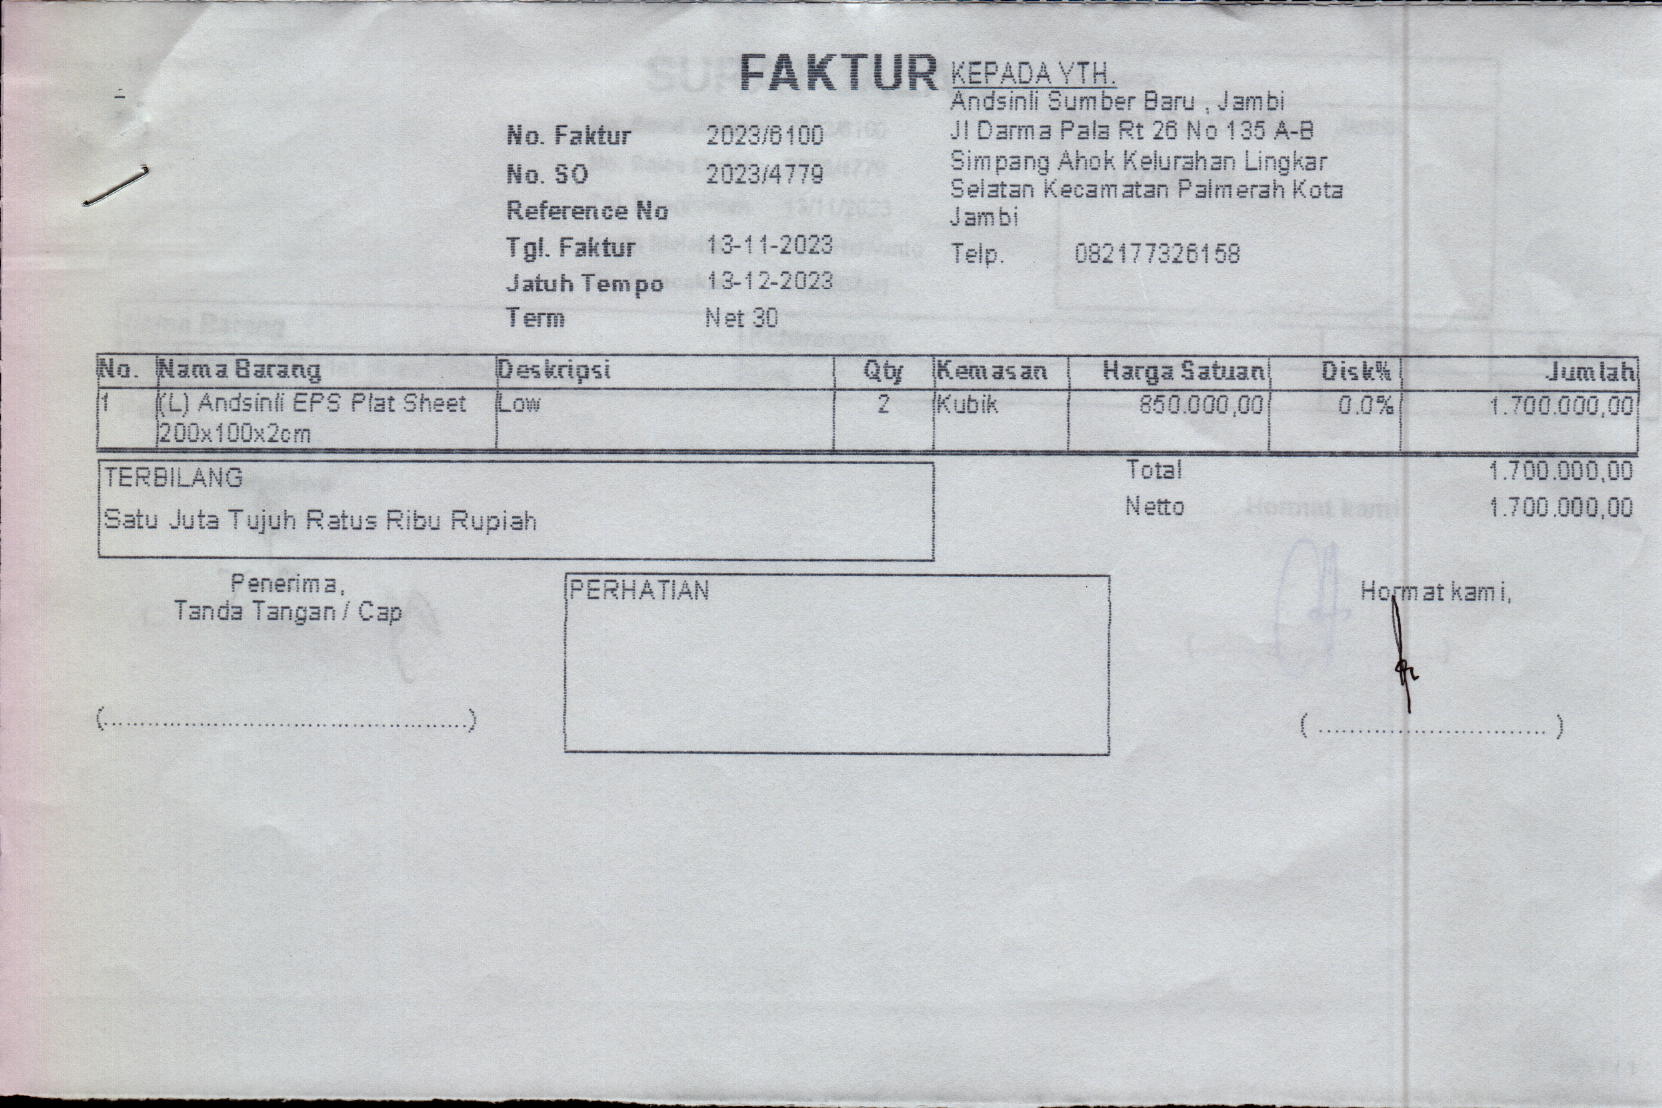 FAKTUR
No. Faktur 2023/6100
No. SO 2023/4779
Reference No
Tgl. Faktur 13-11-2023
Jatuh Tempo 13-12-2023
Term Net 30
KEPADA YTH.
Andsinli Sumber Baru , Jambi
Jl Darma Pala Rt 26 No 135 A-B
Simpang Ahok Kelurahan Lingkar
Selatan Kecamatan Palmerah Kota
Jambi
Telp. 082177326158
No. Nama Barang Deskripsi Qty Kemasan Harga Satuan Disk% Jumlah
1 (L) Andsinli EPS Plat Sheet Low 2 Kubik 850.000,00 0.0% 1.700.000,00
200x100x2cm
TERBILANG
Satu Juta Tujuh Ratus Ribu Rupiah
Total 1.700.000,00
Netto 1.700.000,00
Penerima,
Tanda Tangan / Cap
(................................................)
PERHATIAN
Hormat kami,
( .............................. )